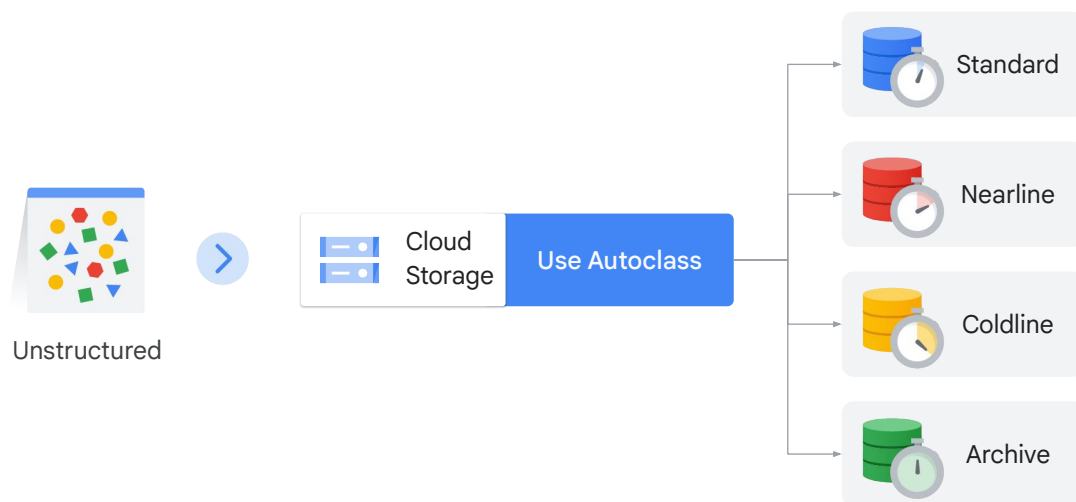 Unstructured
Cloud
Storage
Use Autoclass
Standard
Nearline
Coldline
Archive